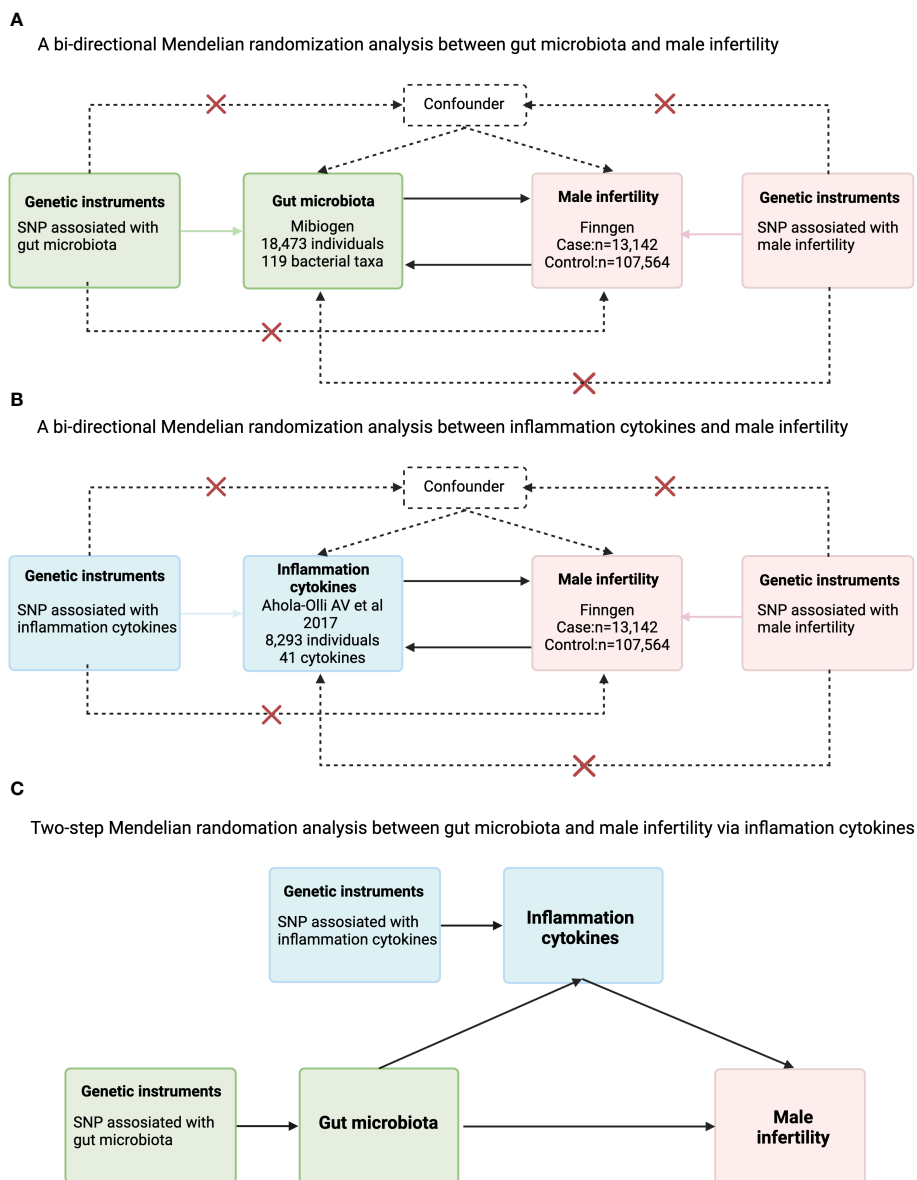 A
A bi-directional Mendelian randomization analysis between gut microbiota and male infertility
Confounder
Genetic instruments
SNP assosiated with
gut microbiota
Gut microbiota
Mibiogen
18,473 individuals
119 bacterial taxa
Male infertility
Finngen
Case:n=13,142
Control:n=107,564
Genetic instruments
SNP assosiated with
male infertility
B
A bi-directional Mendelian randomization analysis between inflammation cytokines and male infertility
Confounder
Genetic instruments
SNP assosiated with
inflammation cytokines
Inflammation
cytokines
Ahola-Olli AV et al
2017
8,293 individuals
41 cytokines
Male infertility
Finngen
Case:n=13,142
Control:n=107,564
Genetic instruments
SNP assosiated with
male infertility
C
Two-step Mendelian randomation analysis between gut microbiota and male infertility via inflamation cytokines
Genetic instruments
SNP assosiated with
inflammation cytokines
Inflammation
cytokines
Genetic instruments
SNP assosiated with
gut microbiota
Gut microbiota
Male
infertility